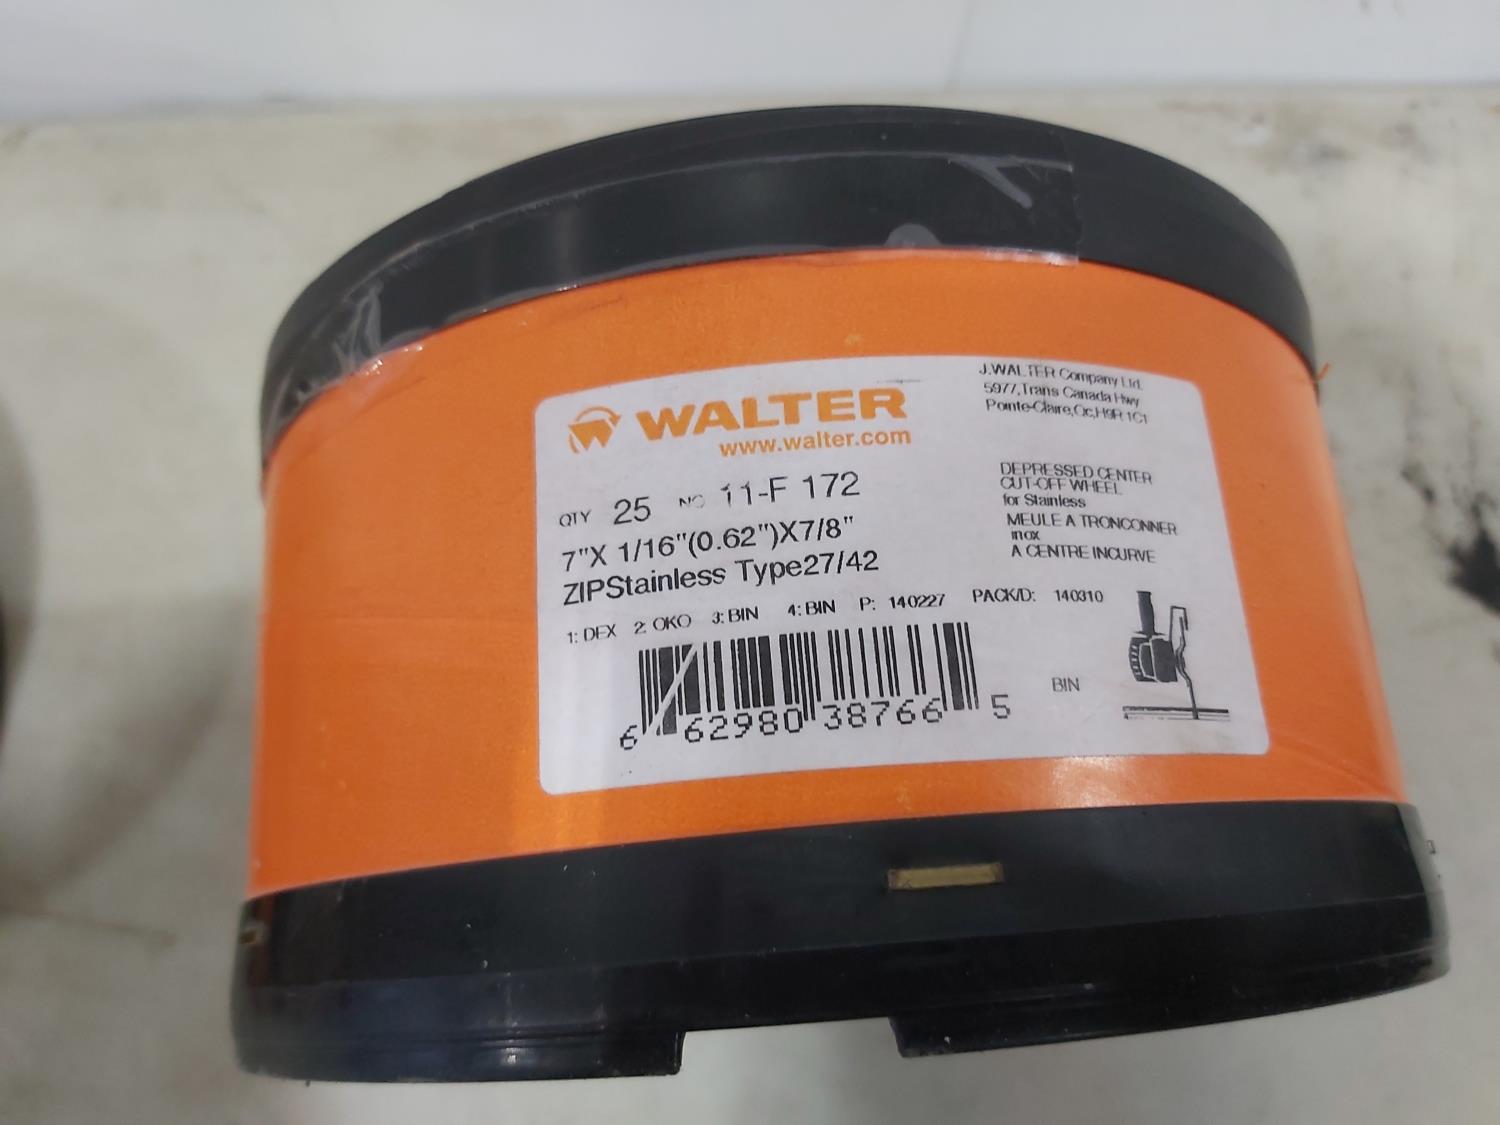 WALTER
www.walter.com
QTY 25 NO 11-F 172
7"X 1/16"(0.62")X7/8"
ZIPStainless Type27/42
1: DEX 2: OKO 3: BIN 4: BIN P: 140227 PACK/D: 140310
6 62980 38766 5
J.WALTER Company Ltd.
5977,Trans Canada Hwy
Pointe-Claire,Qc,H9R 1C1
DEPRESSED CENTER
CUT-OFF WHEEL
for Stainless
MEULE A TRONCONNER
inox
A CENTRE INCURVE
BIN